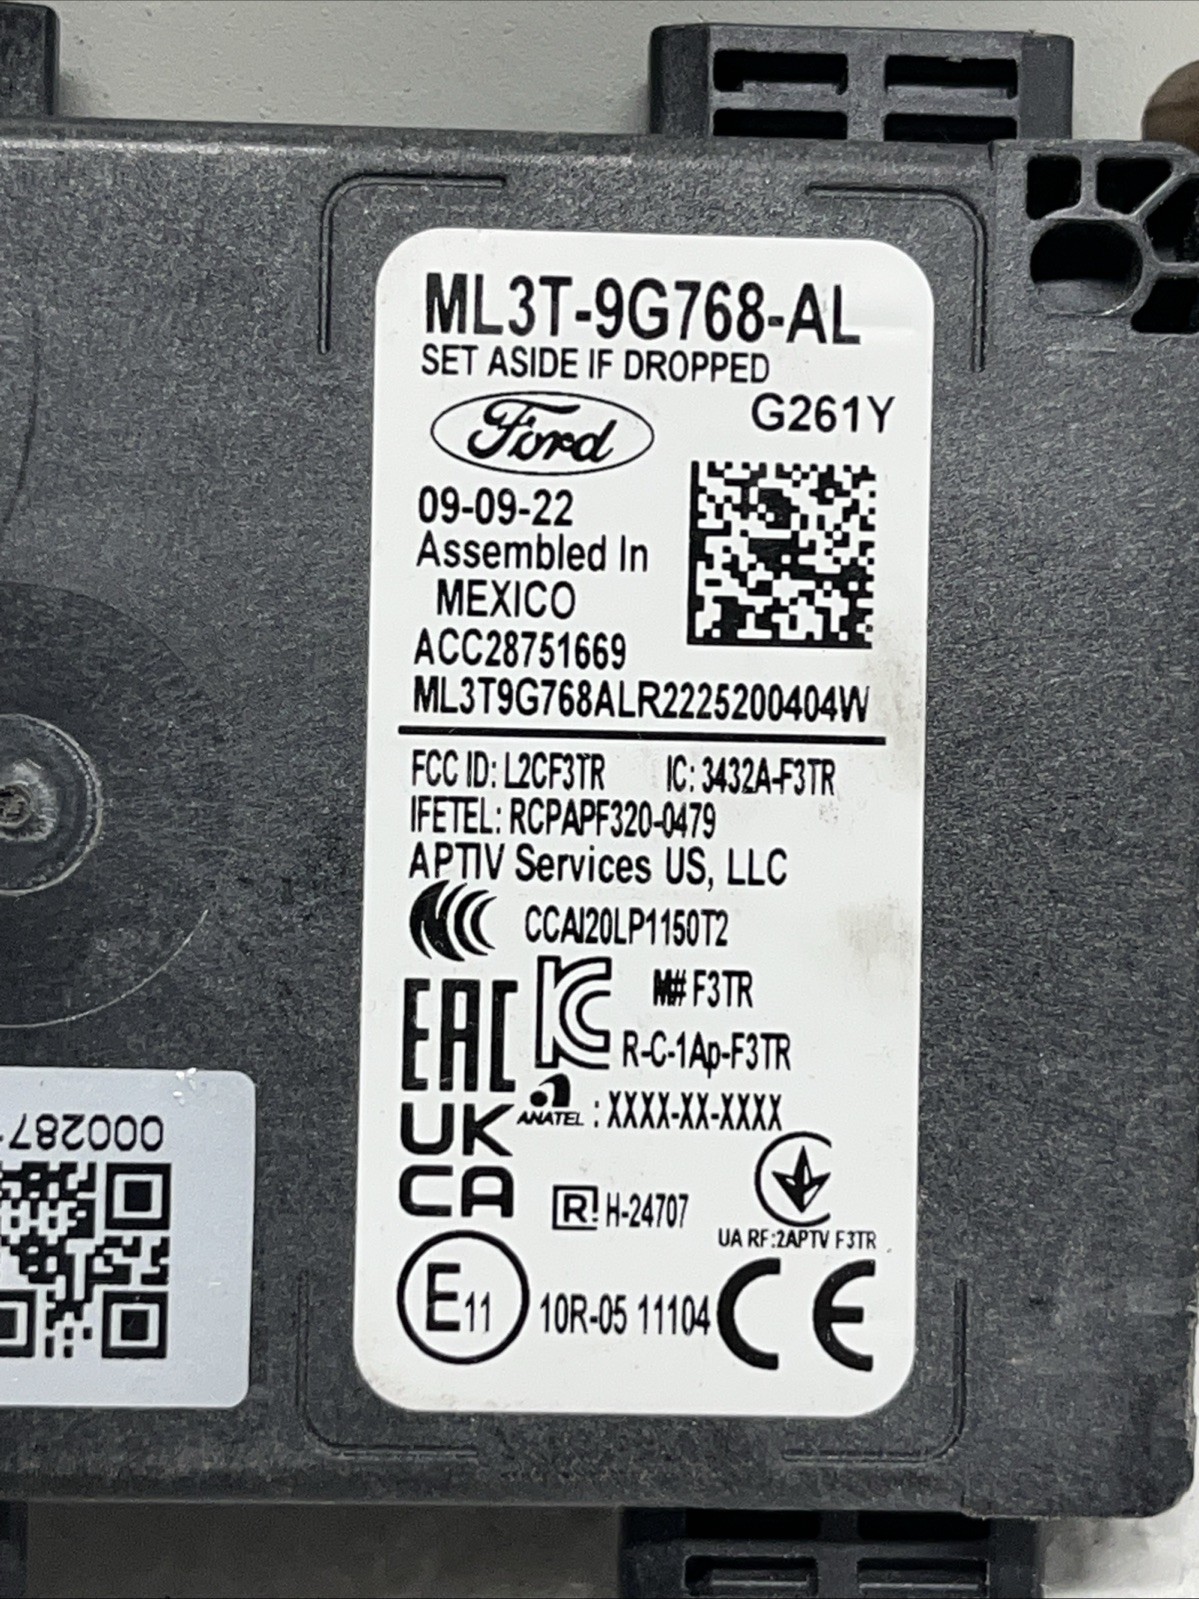 ML3T-9G768-AL
SET ASIDE IF DROPPED
Ford
G261Y
09-09-22
Assembled In
MEXICO
ACC28751669
ML3T9G768ALR2225200404W
FCC ID: L2CF3TR IC: 3432A-F3TR
IFETEL: RCPAPF320-0479
APTIV Services US, LLC
CCC CCAI20LP1150T2
EAC KC M# F3TR
R-C-1Ap-F3TR
ANATEL : XXXX-XX-XXXX
UK
CA
R H-24707
UA RF:2APTV F3TR
E11 10R-05 11104 CE